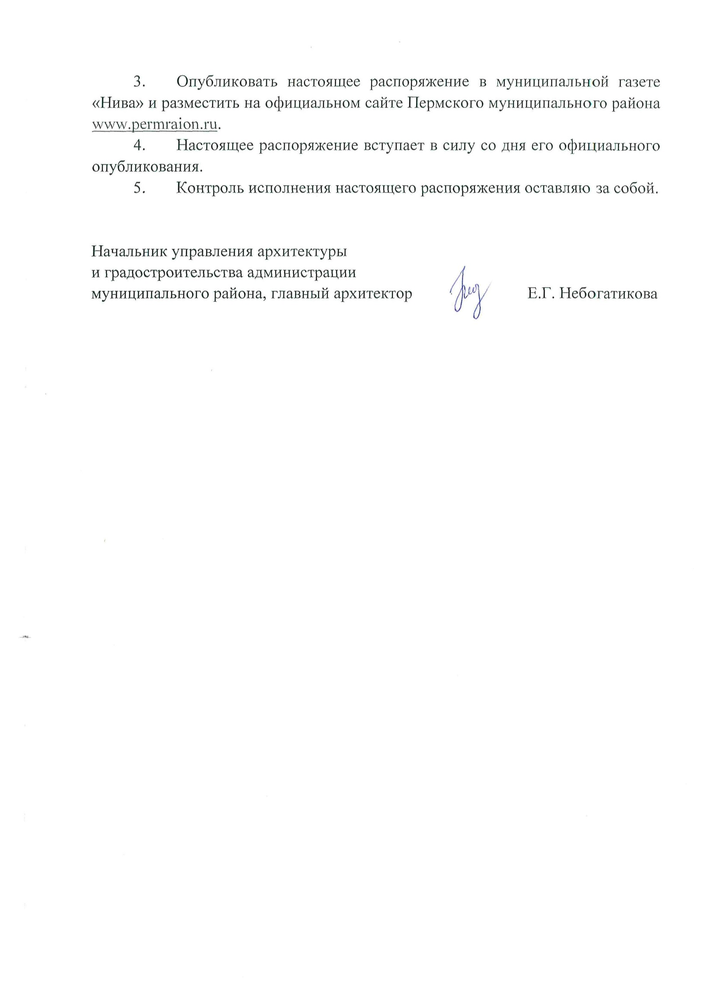 3. Опубликовать настоящее распоряжение в муниципальной газете
«Нива» и разместить на официальном сайте Пермского муниципального района
www.permraion.ru.
4. Настоящее распоряжение вступает в силу со дня его официального
опубликования.
5. Контроль исполнения настоящего распоряжения оставляю за собой.
Начальник управления архитектуры
и градостроительства администрации
муниципального района, главный архитектор Е.Г. Небогатикова